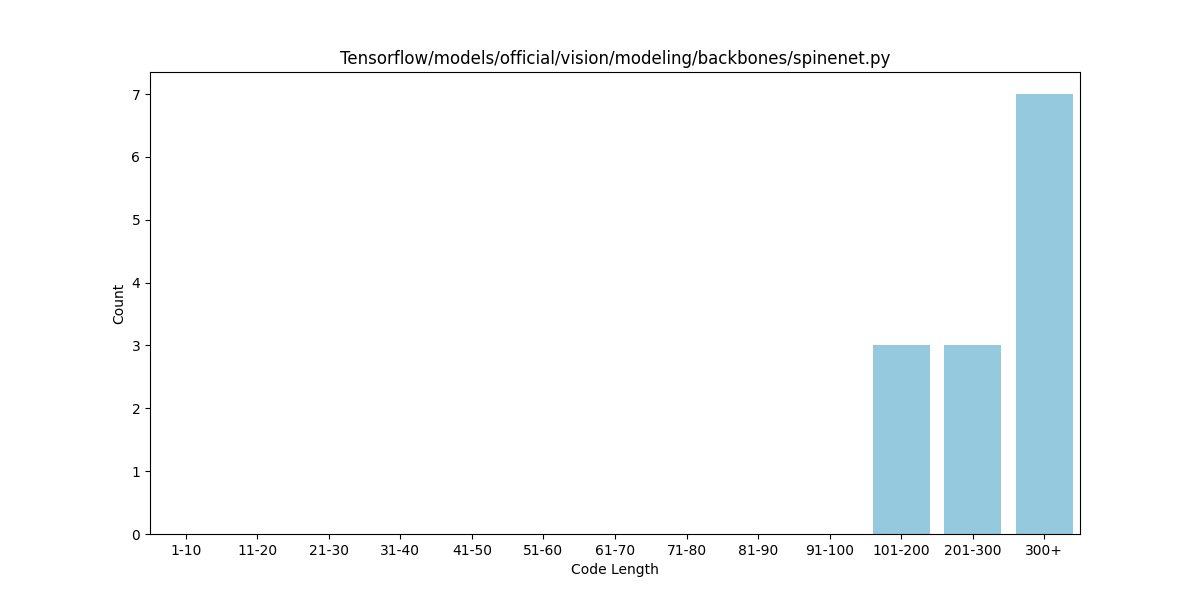 Tensorflow/models/official/vision/modeling/backbones/spinenet.py
7
6
5
4
3
2
1
0
Count
1-10 11-20 21-30 31-40 41-50 51-60 61-70 71-80 81-90 91-100 101-200 201-300 300+
Code Length